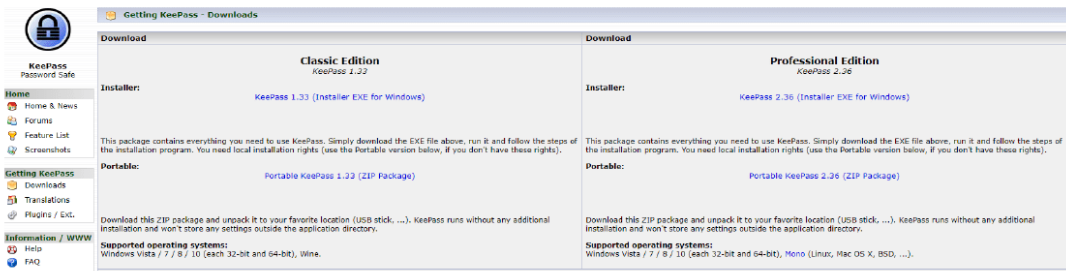 KeePass
Password Safe
Home
Home & News
Forums
Feature List
Screenshots
Getting KeePass
Downloads
Translations
Plugins / Ext.
Information / WWW
Help
FAQ
Getting KeePass - Downloads
Download
Classic Edition
KeePass 1.33
Installer:
KeePass 1.33 (Installer EXE for Windows)
This package contains everything you need to use KeePass. Simply download the EXE file above, run it and follow the steps of
the installation program. You need local installation rights (use the Portable version below, if you don't have these rights).
Portable:
Portable KeePass 1.33 (ZIP Package)
Download this ZIP package and unpack it to your favorite location (USB stick, ...). KeePass runs without any additional
installation and won't store any settings outside the application directory.
Supported operating systems:
Windows Vista / 7 / 8 / 10 (each 32-bit and 64-bit), Wine.
Download
Professional Edition
KeePass 2.36
Installer:
KeePass 2.36 (Installer EXE for Windows)
This package contains everything you need to use KeePass. Simply download the EXE file above, run it and follow the steps of
the installation program. You need local installation rights (use the Portable version below, if you don't have these rights).
Portable:
Portable KeePass 2.36 (ZIP Package)
Download this ZIP package and unpack it to your favorite location (USB stick, ...). KeePass runs without any additional
installation and won't store any settings outside the application directory.
Supported operating systems:
Windows Vista / 7 / 8 / 10 (each 32-bit and 64-bit), Mono (Linux, Mac OS X, BSD, ...).